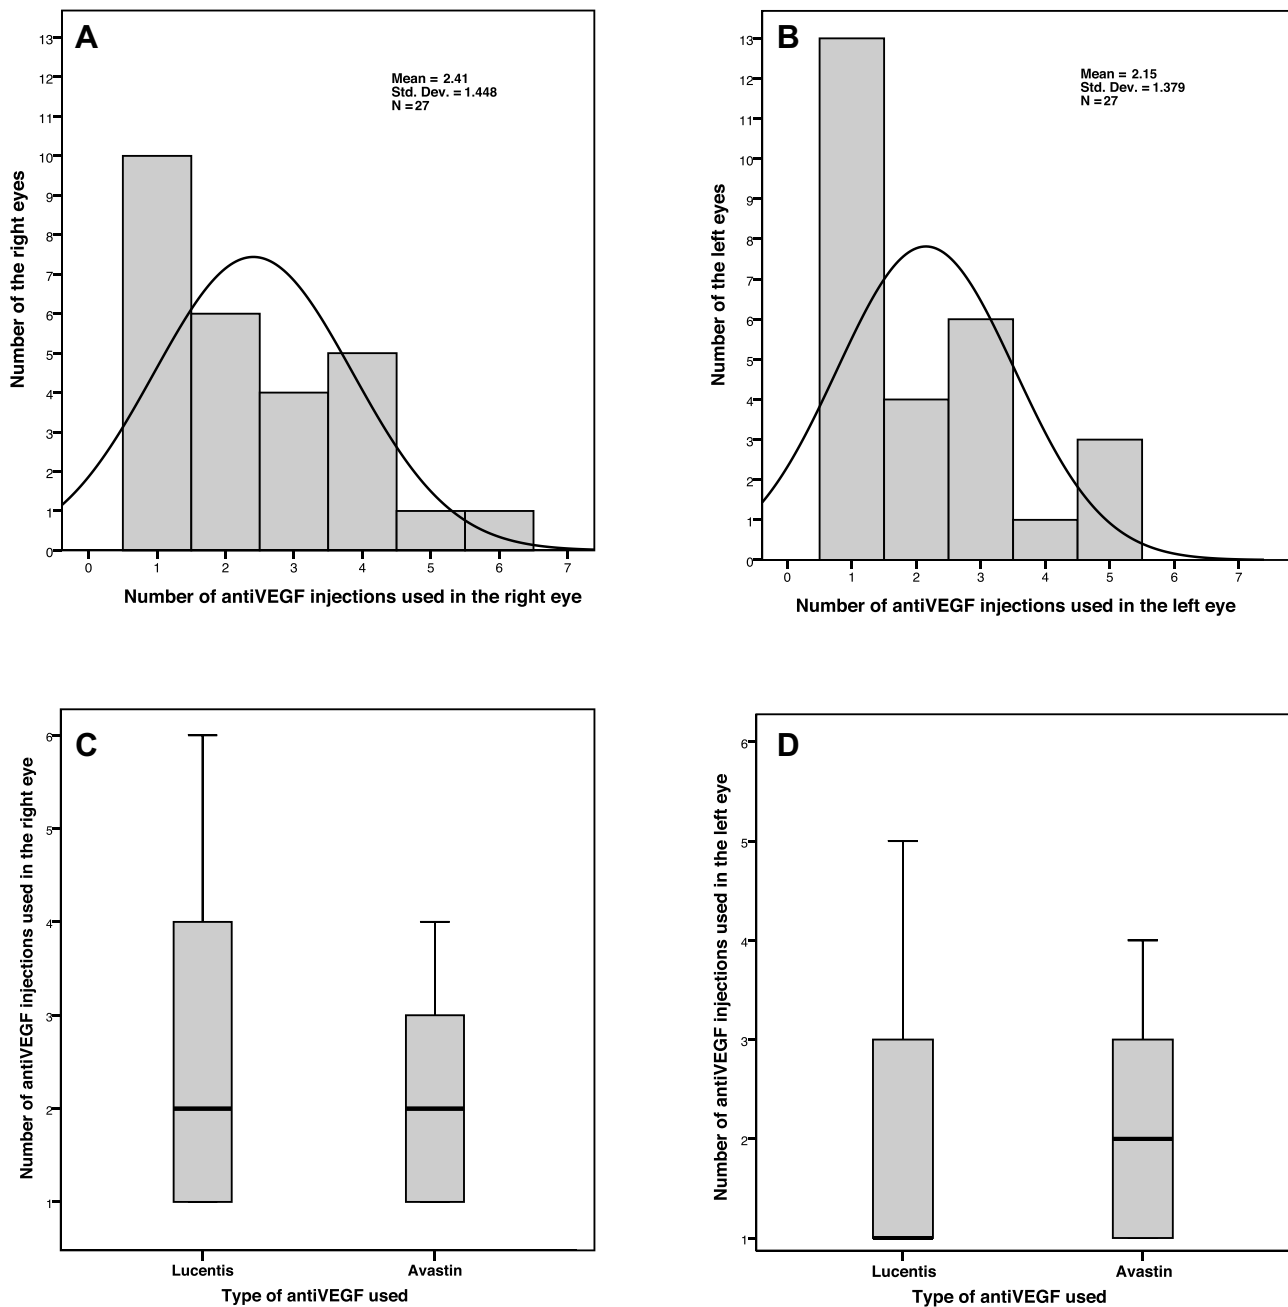 A
Mean = 2.41
Std. Dev. = 1.448
N = 27
Number of the right eyes
13
12
11
10
9
8
7
6
5
4
3
2
1
0
0 1 2 3 4 5 6 7
Number of antiVEGF injections used in the right eye
B
Mean = 2.15
Std. Dev. = 1.379
N = 27
Number of the left eyes
13
12
11
10
9
8
7
6
5
4
3
2
1
0
0 1 2 3 4 5 6 7
Number of antiVEGF injections used in the left eye
C
Number of antiVEGF injections used in the right eye
6
5
4
3
2
1
Lucentis Avastin
Type of antiVEGF used
D
Number of antiVEGF injections used in the left eye
6
5
4
3
2
1
Lucentis Avastin
Type of antiVEGF used